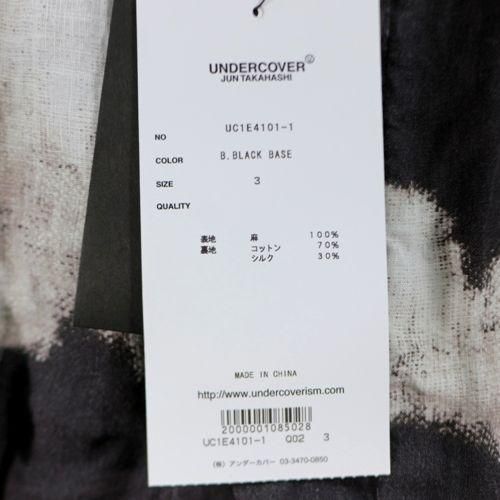 UNDERCOVER
JUN TAKAHASHI
NO UC1E4101-1
COLOR B.BLACK BASE
SIZE 3
QUALITY
表地 麻 100%
裏地 コットン 70%
シルク 30%
MADE IN CHINA
http://www.undercoverism.com
2000001085028
UC1E4101-1 Q02 3
(株) アンダーカバー 03-3470-0850